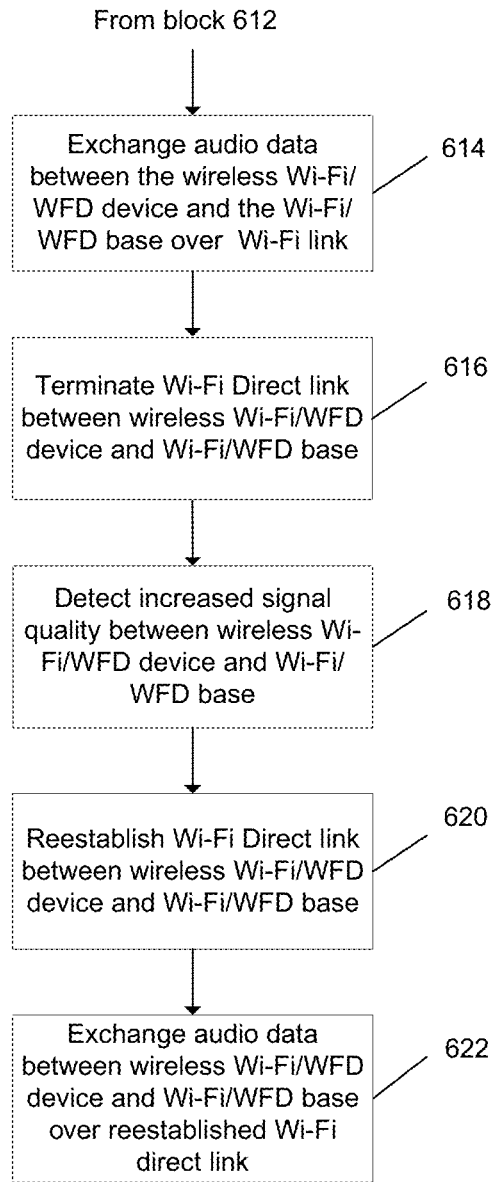 From block 612
Exchange audio data
between the wireless Wi-Fi/
WFD device and the Wi-Fi/
WFD base over Wi-Fi link
614
Terminate Wi-Fi Direct link
between wireless Wi-Fi/WFD
device and Wi-Fi/WFD base
616
Detect increased signal
quality between wireless Wi-
Fi/WFD device and Wi-Fi/
WFD base
618
Reestablish Wi-Fi Direct link
between wireless Wi-Fi/WFD
device and Wi-Fi/WFD base
620
Exchange audio data
between wireless Wi-Fi/WFD
device and Wi-Fi/WFD base
over reestablished Wi-Fi
direct link
622